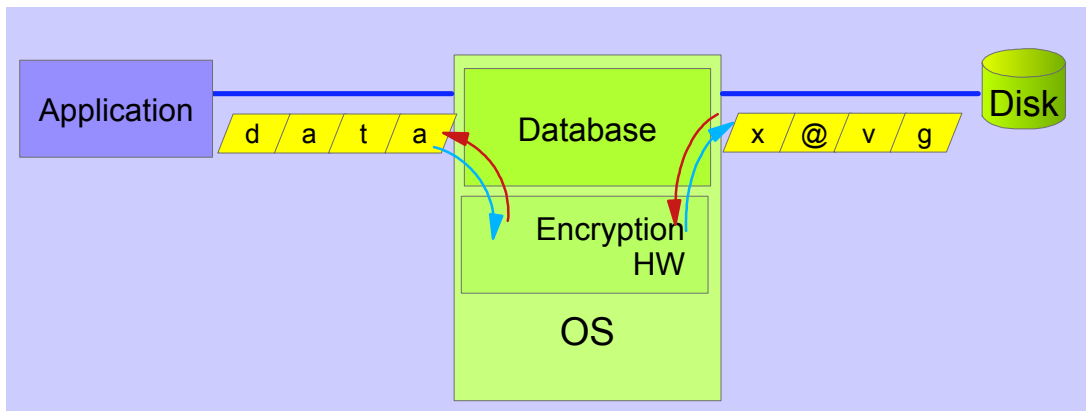 Application
d a t a
Database
Encryption
HW
OS
x @ v g
Disk